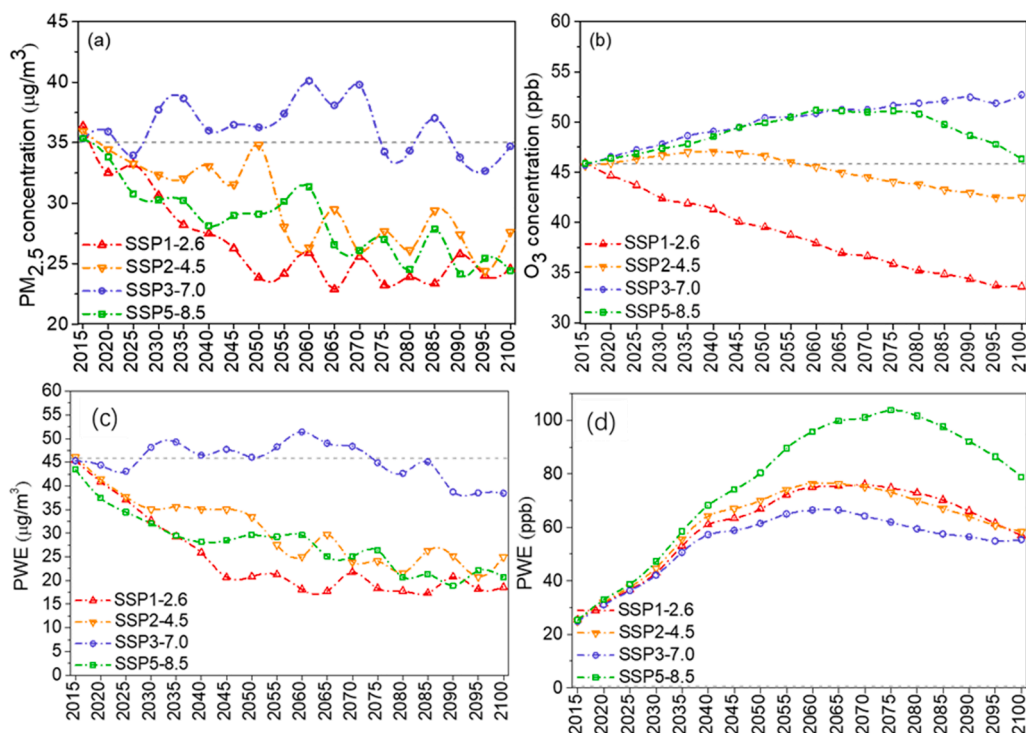 (a)
PM2.5 concentration (μg/m3)
45
40
35
30
25
20
SSP1-2.6
SSP2-4.5
SSP3-7.0
SSP5-8.5
2015 2020 2025 2030 2035 2040 2045 2050 2055 2060 2065 2070 2075 2080 2085 2090 2095 2100
(b)
O3 concentration (ppb)
60
55
50
45
40
35
30
SSP1-2.6
SSP2-4.5
SSP3-7.0
SSP5-8.5
2015 2020 2025 2030 2035 2040 2045 2050 2055 2060 2065 2070 2075 2080 2085 2090 2095 2100
(c)
PWE (μg/m3)
60
55
50
45
40
35
30
25
20
15
10
5
0
SSP1-2.6
SSP2-4.5
SSP3-7.0
SSP5-8.5
2015 2020 2025 2030 2035 2040 2045 2050 2055 2060 2065 2070 2075 2080 2085 2090 2095 2100
(d)
PWE (ppb)
100
80
60
40
20
0
SSP1-2.6
SSP2-4.5
SSP3-7.0
SSP5-8.5
2015 2020 2025 2030 2035 2040 2045 2050 2055 2060 2065 2070 2075 2080 2085 2090 2095 2100